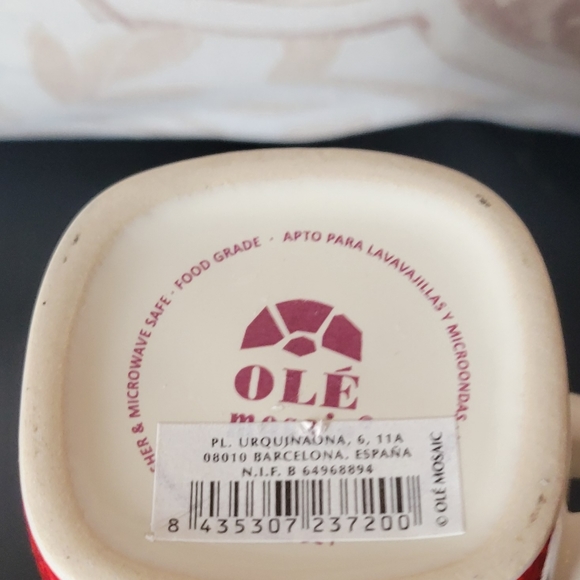 SHER & MICROWAVE SAFE · FOOD GRADE · APTO PARA LAVAVAJILLAS Y MICROONDAS
OLÉ
PL. URQUINAONA, 6, 11A
08010 BARCELONA. ESPAÑA
N.I.F. B 64968894
8 435307 237200
© OLÉ MOSAIC